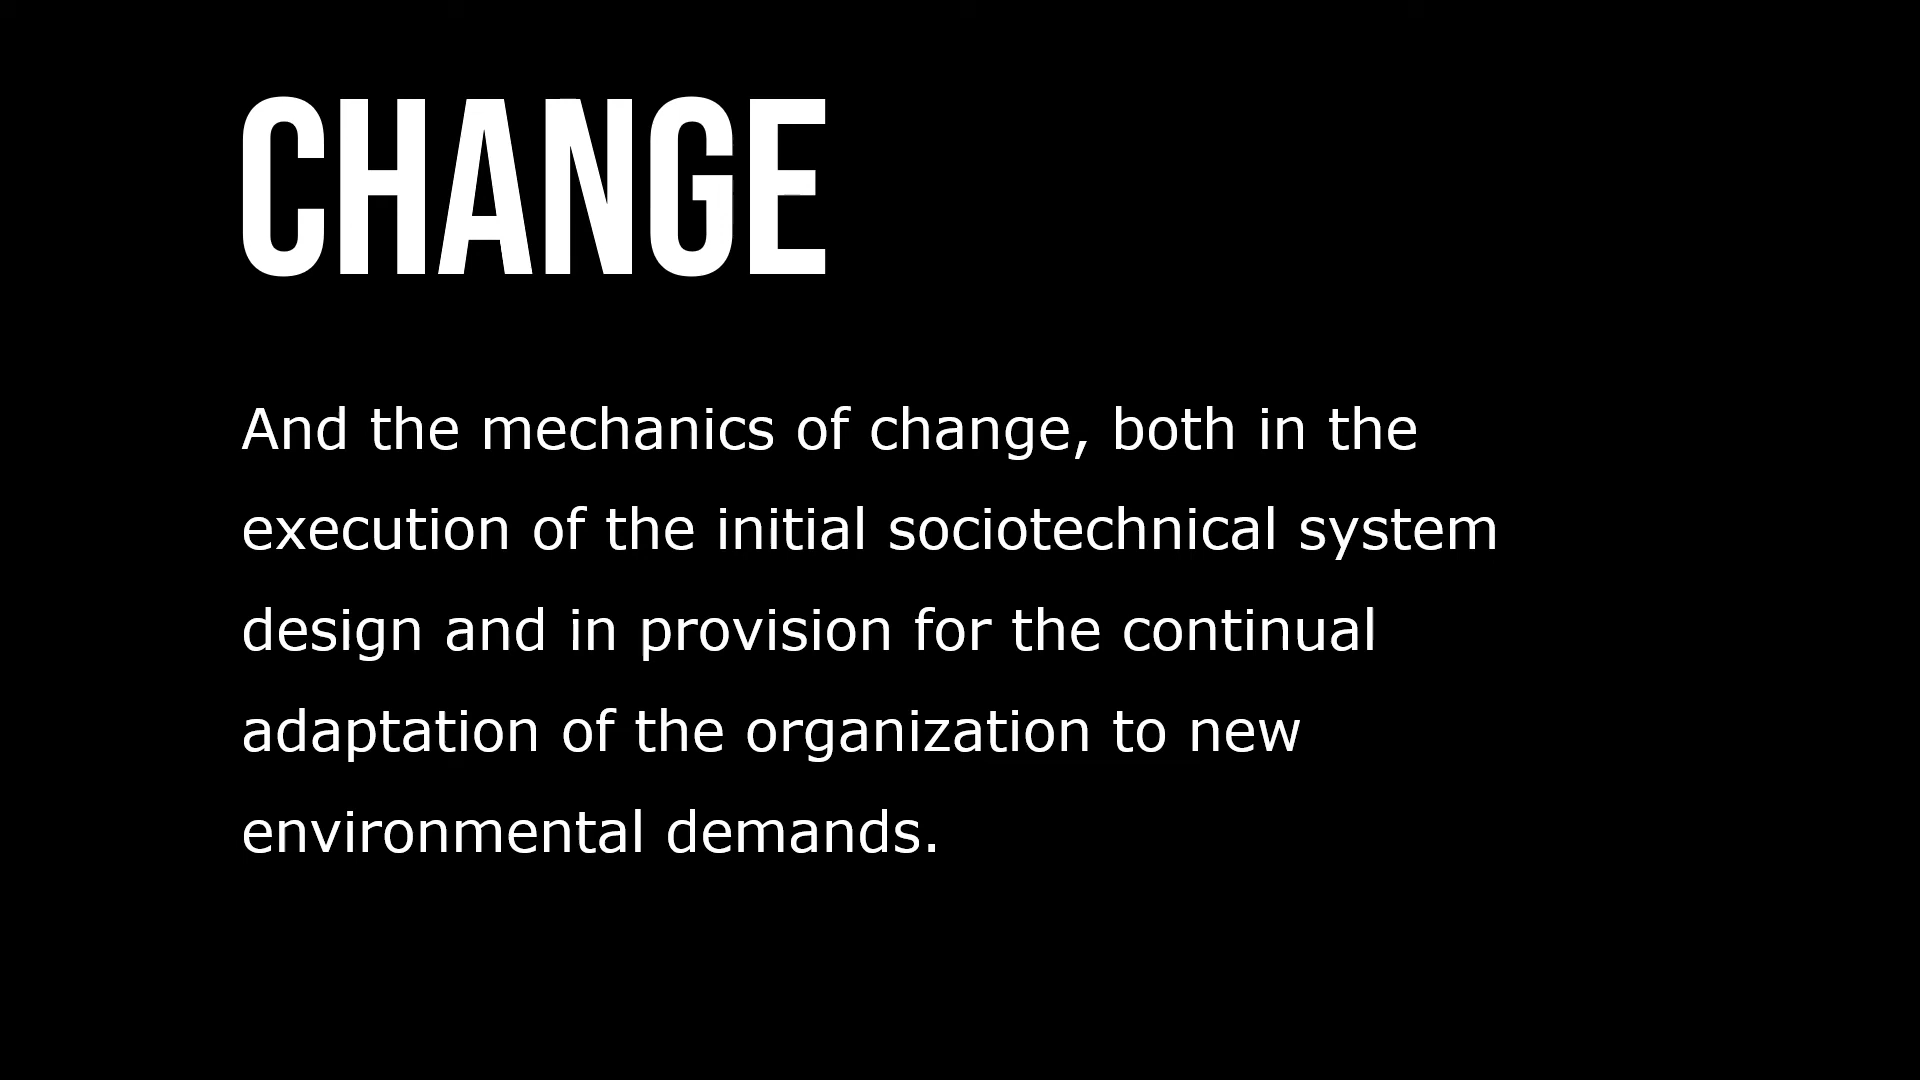 CHANGE
And the mechanics of change, both in the
execution of the initial sociotechnical system
design and in provision for the continual
adaptation of the organization to new
environmental demands.